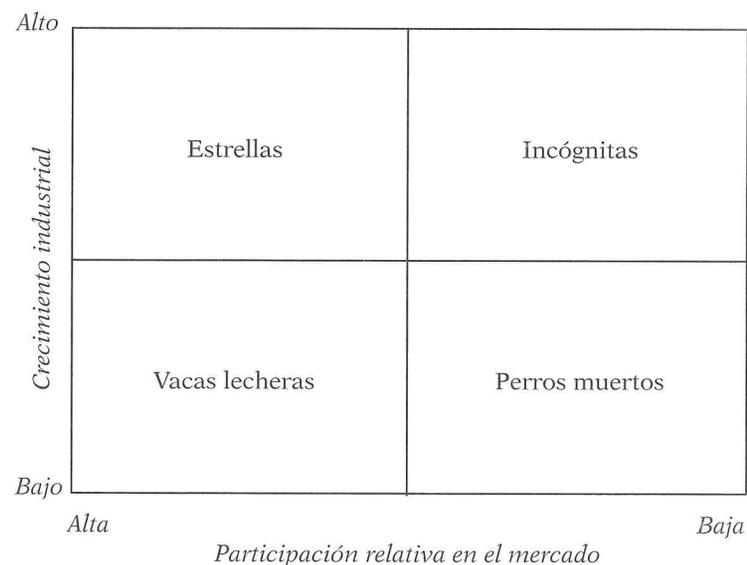 Alto
Estrellas
Incógnitas
Crecimiento industrial
Vacas lecheras
Perros muertos
Bajo
Alta
Baja
Participación relativa en el mercado